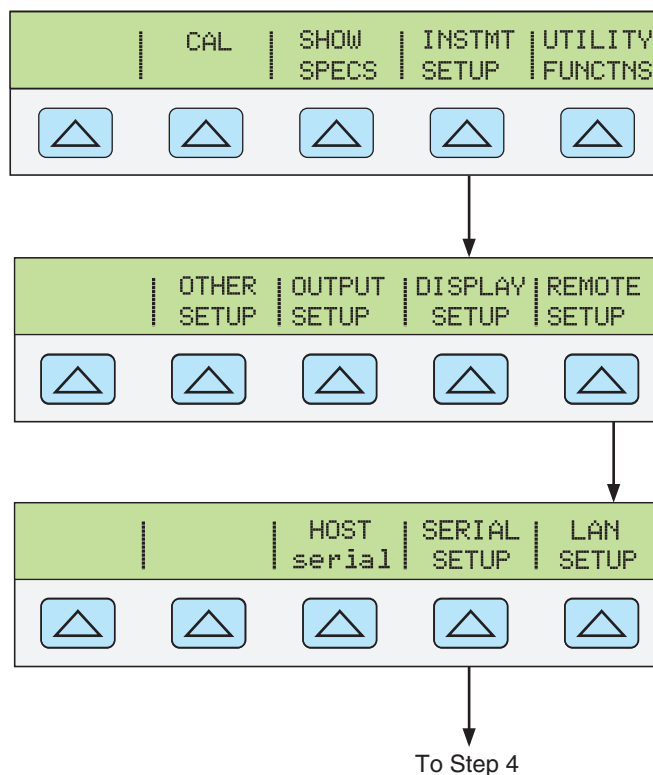 CAL SHOW INSTMT UTILITY
SPECS SETUP FUNCTNS
OTHER OUTPUT DISPLAY REMOTE
SETUP SETUP SETUP SETUP
HOST SERIAL LAN
serial SETUP SETUP
To Step 4